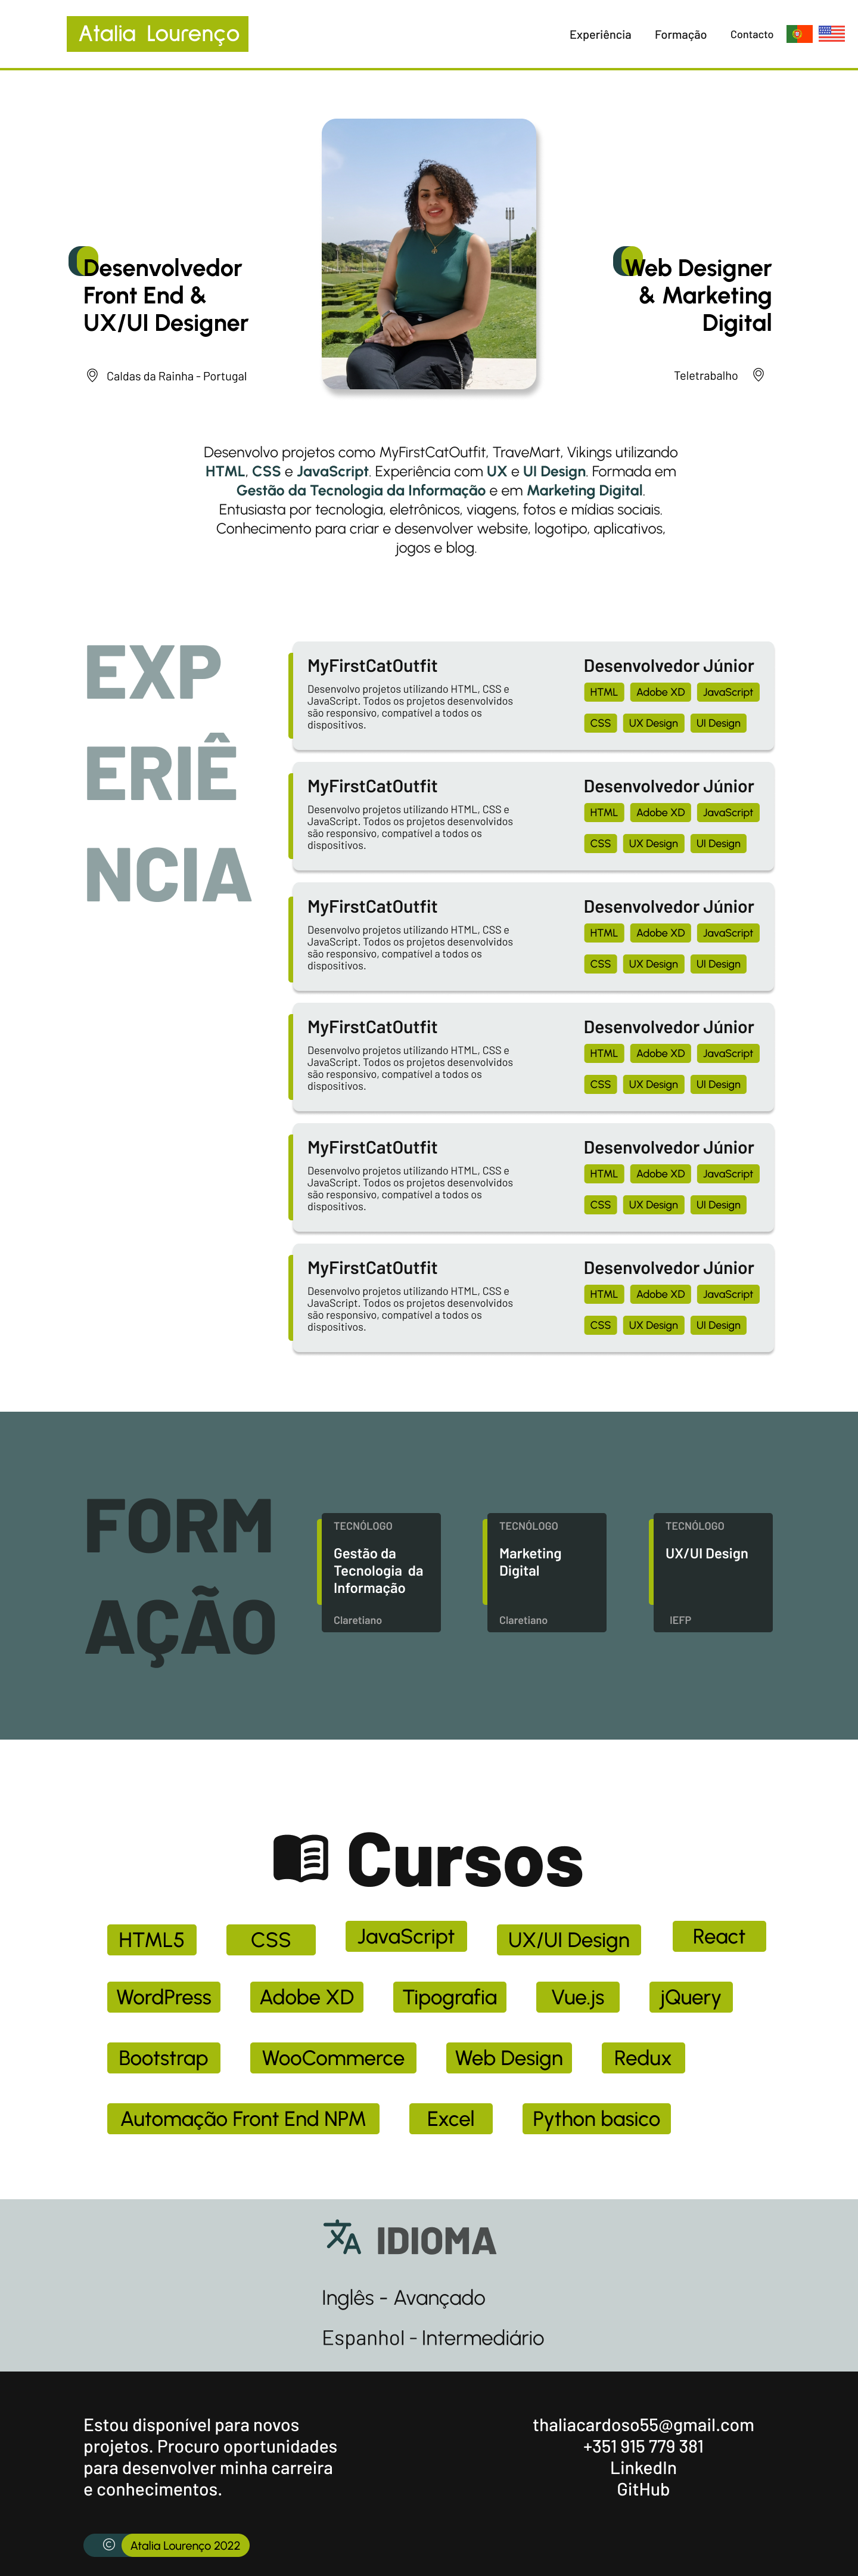 Atalia Lourenço
Experiência
Formação
Contacto
Desenvolvedor
Front End &
UX/UI Designer
Caldas da Rainha - Portugal
Web Designer
& Marketing
Digital
Teletrabalho
Desenvolvo projetos como MyFirstCatOutfit, TraveMart, Vikings utilizando
HTML, CSS e JavaScript. Experiência com UX e UI Design. Formada em
Gestão da Tecnologia da Informação e em Marketing Digital.
Entusiasta por tecnologia, eletrônicos, viagens, fotos e mídias sociais.
Conhecimento para criar e desenvolver website, logotipo, aplicativos,
jogos e blog.
EXP
ERIÊ
NCIA
MyFirstCatOutfit
Desenvolvo projetos utilizando HTML, CSS e
JavaScript. Todos os projetos desenvolvidos
são responsivo, compatível a todos os
dispositivos.
Desenvolvedor Júnior
HTML Adobe XD JavaScript
CSS UX Design UI Design
MyFirstCatOutfit
Desenvolvo projetos utilizando HTML, CSS e
JavaScript. Todos os projetos desenvolvidos
são responsivo, compatível a todos os
dispositivos.
Desenvolvedor Júnior
HTML Adobe XD JavaScript
CSS UX Design UI Design
MyFirstCatOutfit
Desenvolvo projetos utilizando HTML, CSS e
JavaScript. Todos os projetos desenvolvidos
são responsivo, compatível a todos os
dispositivos.
Desenvolvedor Júnior
HTML Adobe XD JavaScript
CSS UX Design UI Design
MyFirstCatOutfit
Desenvolvo projetos utilizando HTML, CSS e
JavaScript. Todos os projetos desenvolvidos
são responsivo, compatível a todos os
dispositivos.
Desenvolvedor Júnior
HTML Adobe XD JavaScript
CSS UX Design UI Design
MyFirstCatOutfit
Desenvolvo projetos utilizando HTML, CSS e
JavaScript. Todos os projetos desenvolvidos
são responsivo, compatível a todos os
dispositivos.
Desenvolvedor Júnior
HTML Adobe XD JavaScript
CSS UX Design UI Design
MyFirstCatOutfit
Desenvolvo projetos utilizando HTML, CSS e
JavaScript. Todos os projetos desenvolvidos
são responsivo, compatível a todos os
dispositivos.
Desenvolvedor Júnior
HTML Adobe XD JavaScript
CSS UX Design UI Design
FORM
AÇÃO
TECNÓLOGO
Gestão da
Tecnologia da
Informação
Claretiano
TECNÓLOGO
Marketing
Digital
Claretiano
TECNÓLOGO
UX/UI Design
IEFP
Cursos
HTML5 CSS JavaScript UX/UI Design React
WordPress Adobe XD Tipografia Vue.js jQuery
Bootstrap WooCommerce Web Design Redux
Automação Front End NPM Excel Python basico
IDIOMA
Inglês - Avançado
Espanhol - Intermediário
Estou disponível para novos
projetos. Procuro oportunidades
para desenvolver minha carreira
e conhecimentos.
thaliacardoso55@gmail.com
+351 915 779 381
LinkedIn
GitHub
© Atalia Lourenço 2022